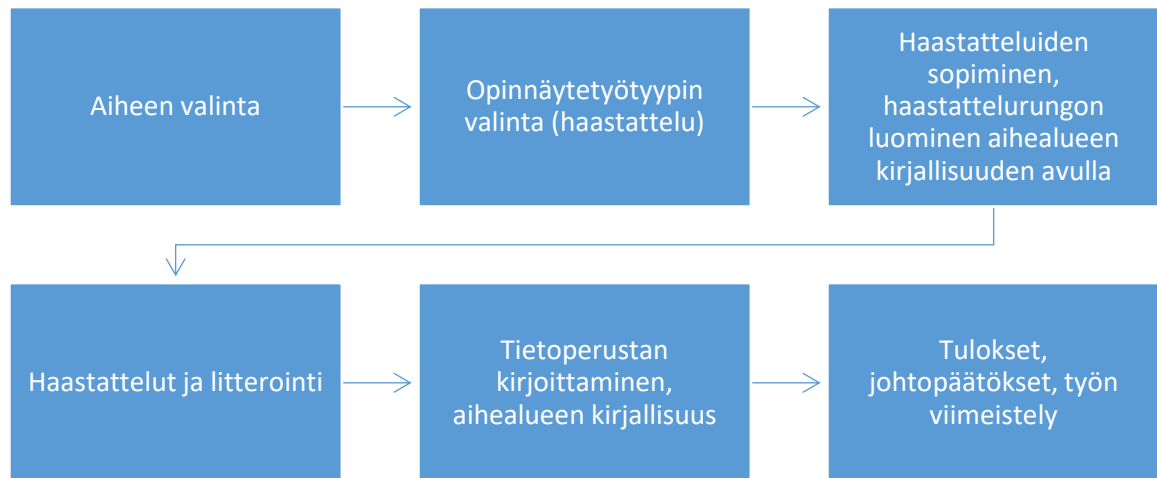 Aiheen valinta
Opinnäytetyötyypin
valinta (haastattelu)
Haastatteluiden
sopiminen,
haastattelurungon
luominen aihealueen
kirjallisuuden avulla
Haastattelut ja litterointi
Tietoperustan
kirjoittaminen,
aihealueen kirjallisuus
Tulokset,
johtopäätökset, työn
viimeistely